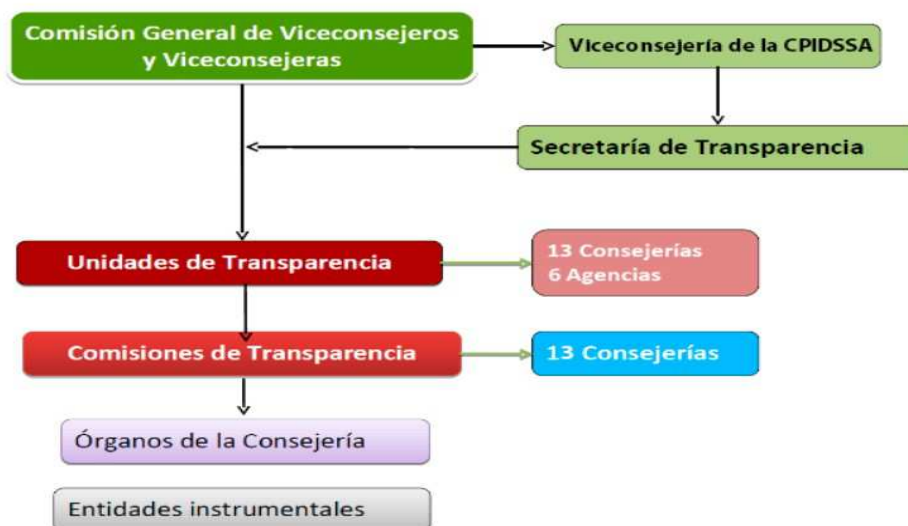 Comisión General de Viceconsejeros
y Viceconsejeras
Viceconsejería de la CPIDSSA
Secretaría de Transparencia
Unidades de Transparencia
13 Consejerías
6 Agencias
Comisiones de Transparencia
13 Consejerías
Órganos de la Consejería
Entidades instrumentales